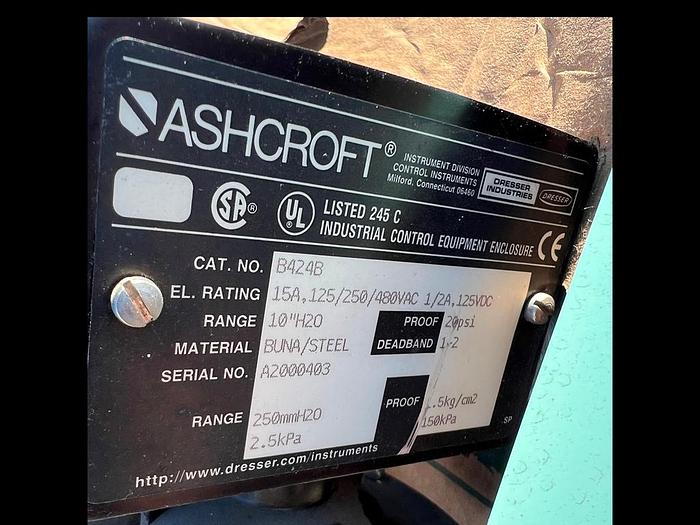 ASHCROFT®
INSTRUMENT DIVISION
CONTROL INSTRUMENTS
Milford, Connecticut 06460
DRESSER
INDUSTRIES
DRESSER
SA®
UL®
LISTED 245 C
INDUSTRIAL CONTROL EQUIPMENT ENCLOSURE
CE
CAT. NO. B424B
EL. RATING 15A,125/250/480VAC 1/2A,125VDC
RANGE 10"H2O PROOF 20psi
MATERIAL BUNA/STEEL DEADBAND 1-2
SERIAL NO. A2000403
PROOF .5kg/cm2
RANGE 250mmH2O 150kPa
2.5kPa
SP
http://www.dresser.com/instruments